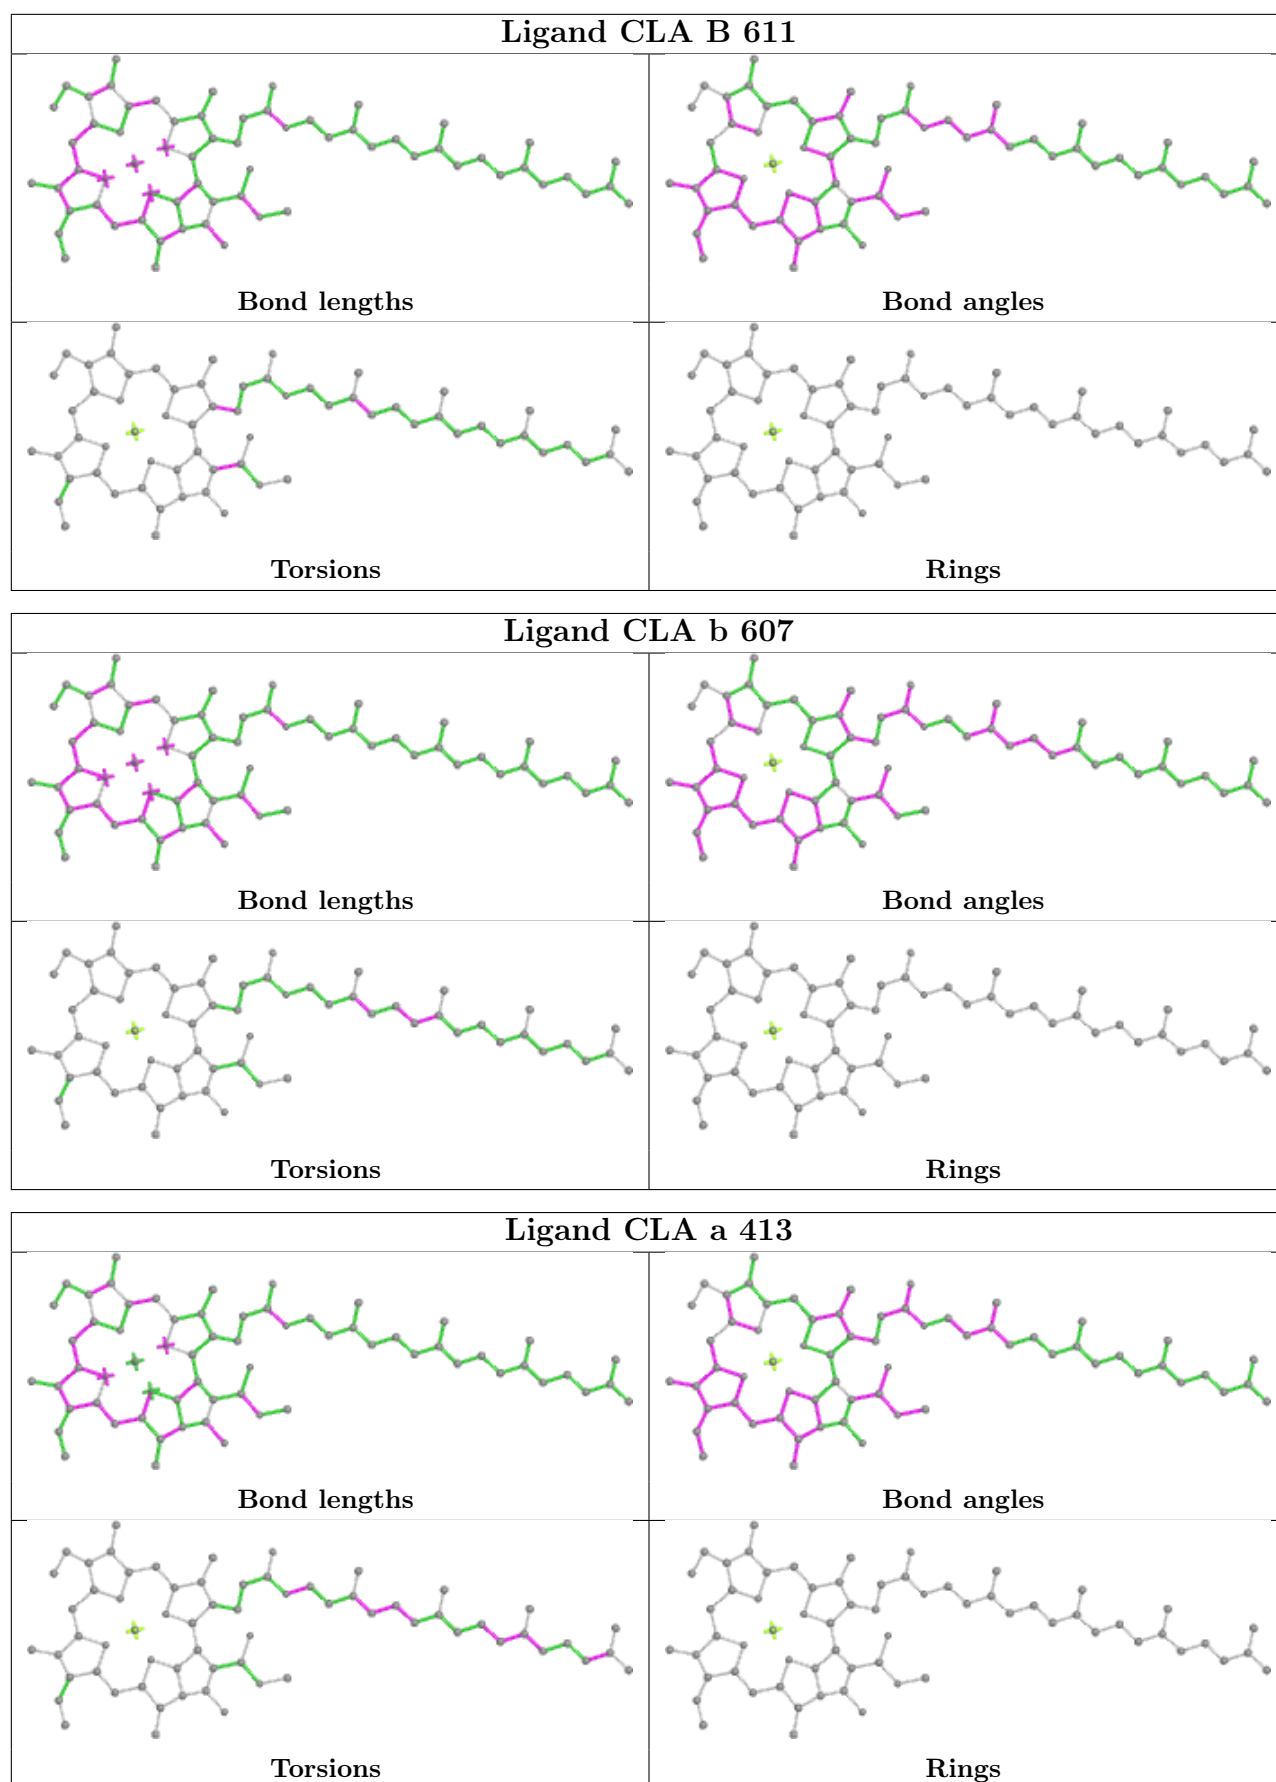 Ligand CLA B 611
Bond lengths
Bond angles
Torsions
Rings
Ligand CLA b 607
Bond lengths
Bond angles
Torsions
Rings
Ligand CLA a 413
Bond lengths
Bond angles
Torsions
Rings